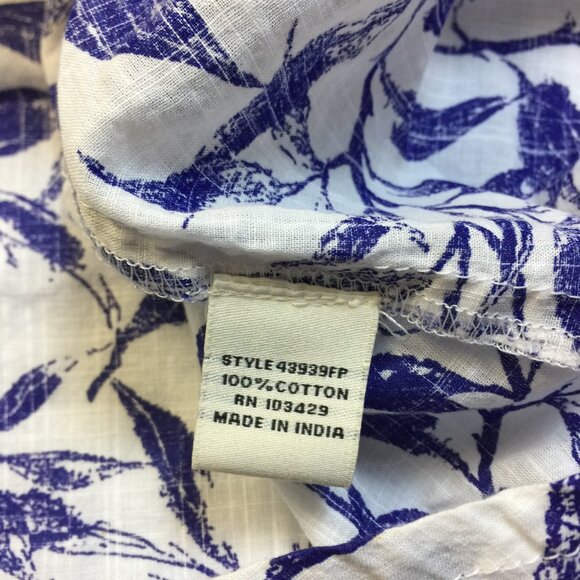 STYLE 43939FP
100% COTTON
RN 103429
MADE IN INDIA